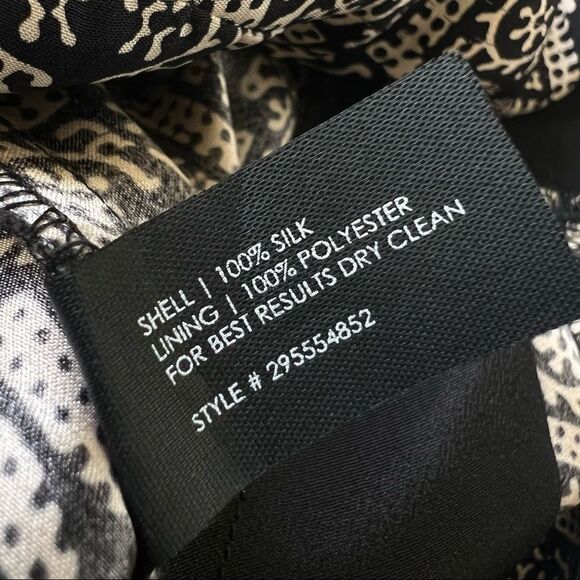 SHELL | 100% SILK
LINING | 100% POLYESTER
FOR BEST RESULTS DRY CLEAN
STYLE # 295554852